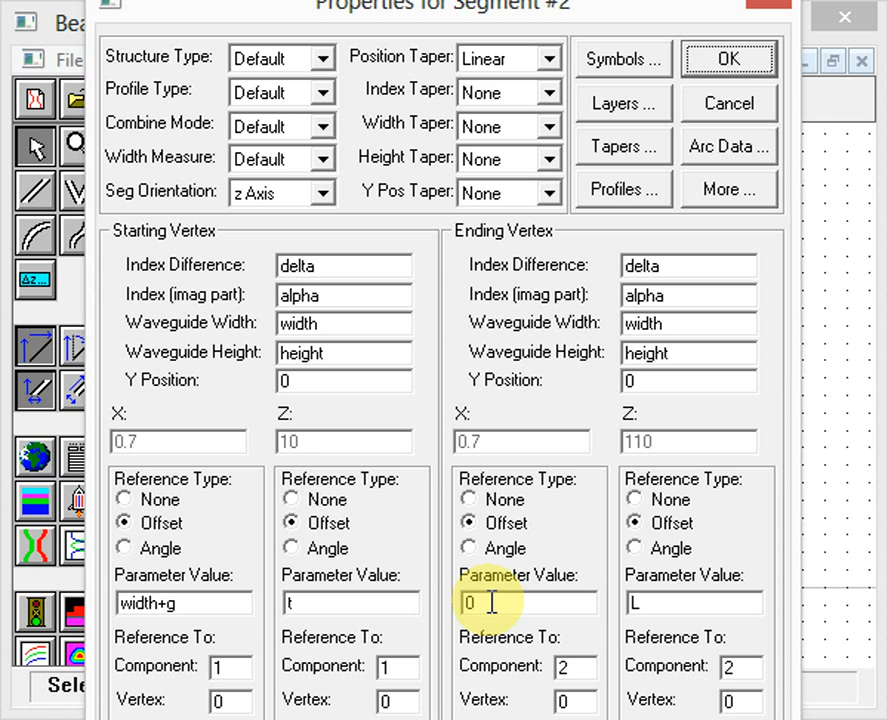 Properties for Segment #2
Bea
File
Structure Type: Default Position Taper: Linear Symbols ... OK
Profile Type: Default Index Taper: None Layers ... Cancel
Combine Mode: Default Width Taper: None Tapers ... Arc Data ...
Width Measure: Default Height Taper: None Profiles ... More ...
Seg Orientation: z Axis Y Pos Taper: None
Starting Vertex Ending Vertex
Index Difference: delta Index Difference: delta
Index (imag part): alpha Index (imag part): alpha
Waveguide Width: width Waveguide Width: width
Waveguide Height: height Waveguide Height: height
Y Position: 0 Y Position: 0
X: Z: X: Z:
0.7 10 0.7 110
Reference Type: Reference Type: Reference Type: Reference Type:
None None None None
Offset Offset Offset Offset
Angle Angle Angle Angle
Parameter Value: Parameter Value: Parameter Value: Parameter Value:
width+g t 0 L
Reference To: Reference To: Reference To: Reference To:
Component: 1 Component: 1 Component: 2 Component: 2
Vertex: 0 Vertex: 0 Vertex: 0 Vertex: 0
Δz...
Sele